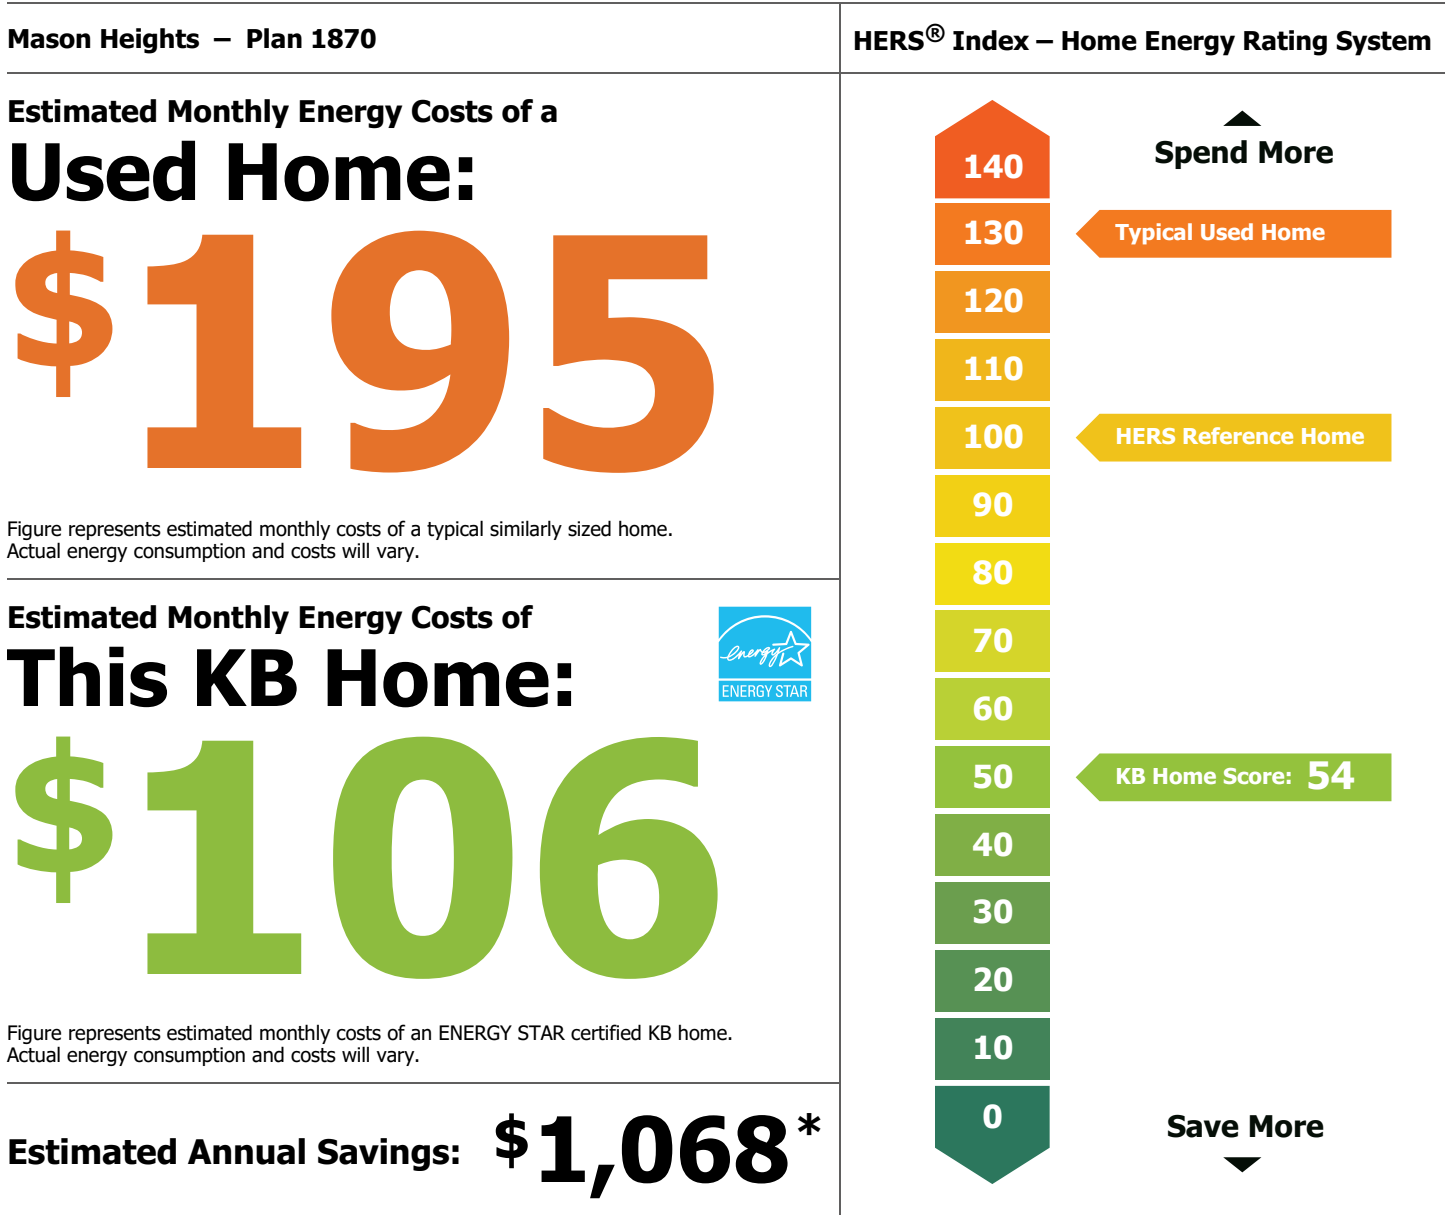 Mason Heights – Plan 1870
Estimated Monthly Energy Costs of a
Used Home:
$195
Figure represents estimated monthly costs of a typical similarly sized home.
Actual energy consumption and costs will vary.
Estimated Monthly Energy Costs of
This KB Home:
energy
ENERGY STAR
$106
Figure represents estimated monthly costs of an ENERGY STAR certified KB home.
Actual energy consumption and costs will vary.
Estimated Annual Savings: $1,068*
HERS® Index – Home Energy Rating System
Spend More
140
130 Typical Used Home
120
110
100 HERS Reference Home
90
80
70
60
50 KB Home Score: 54
40
30
20
10
0
Save More